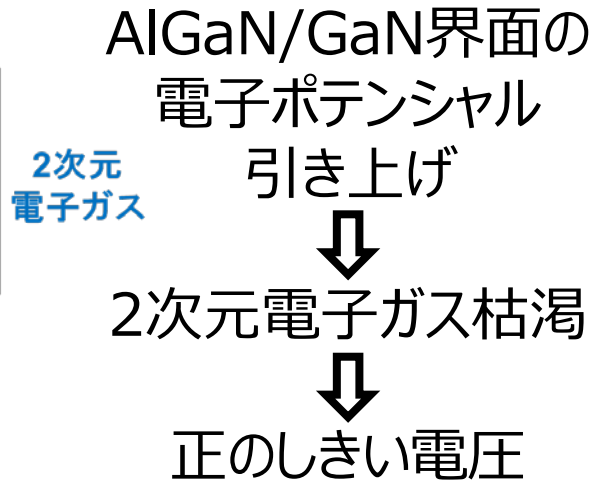 AlGaN/GaN界面の
電子ポテンシャル
引き上げ
2次元
電子ガス
2次元電子ガス枯渇
正のしきい電圧